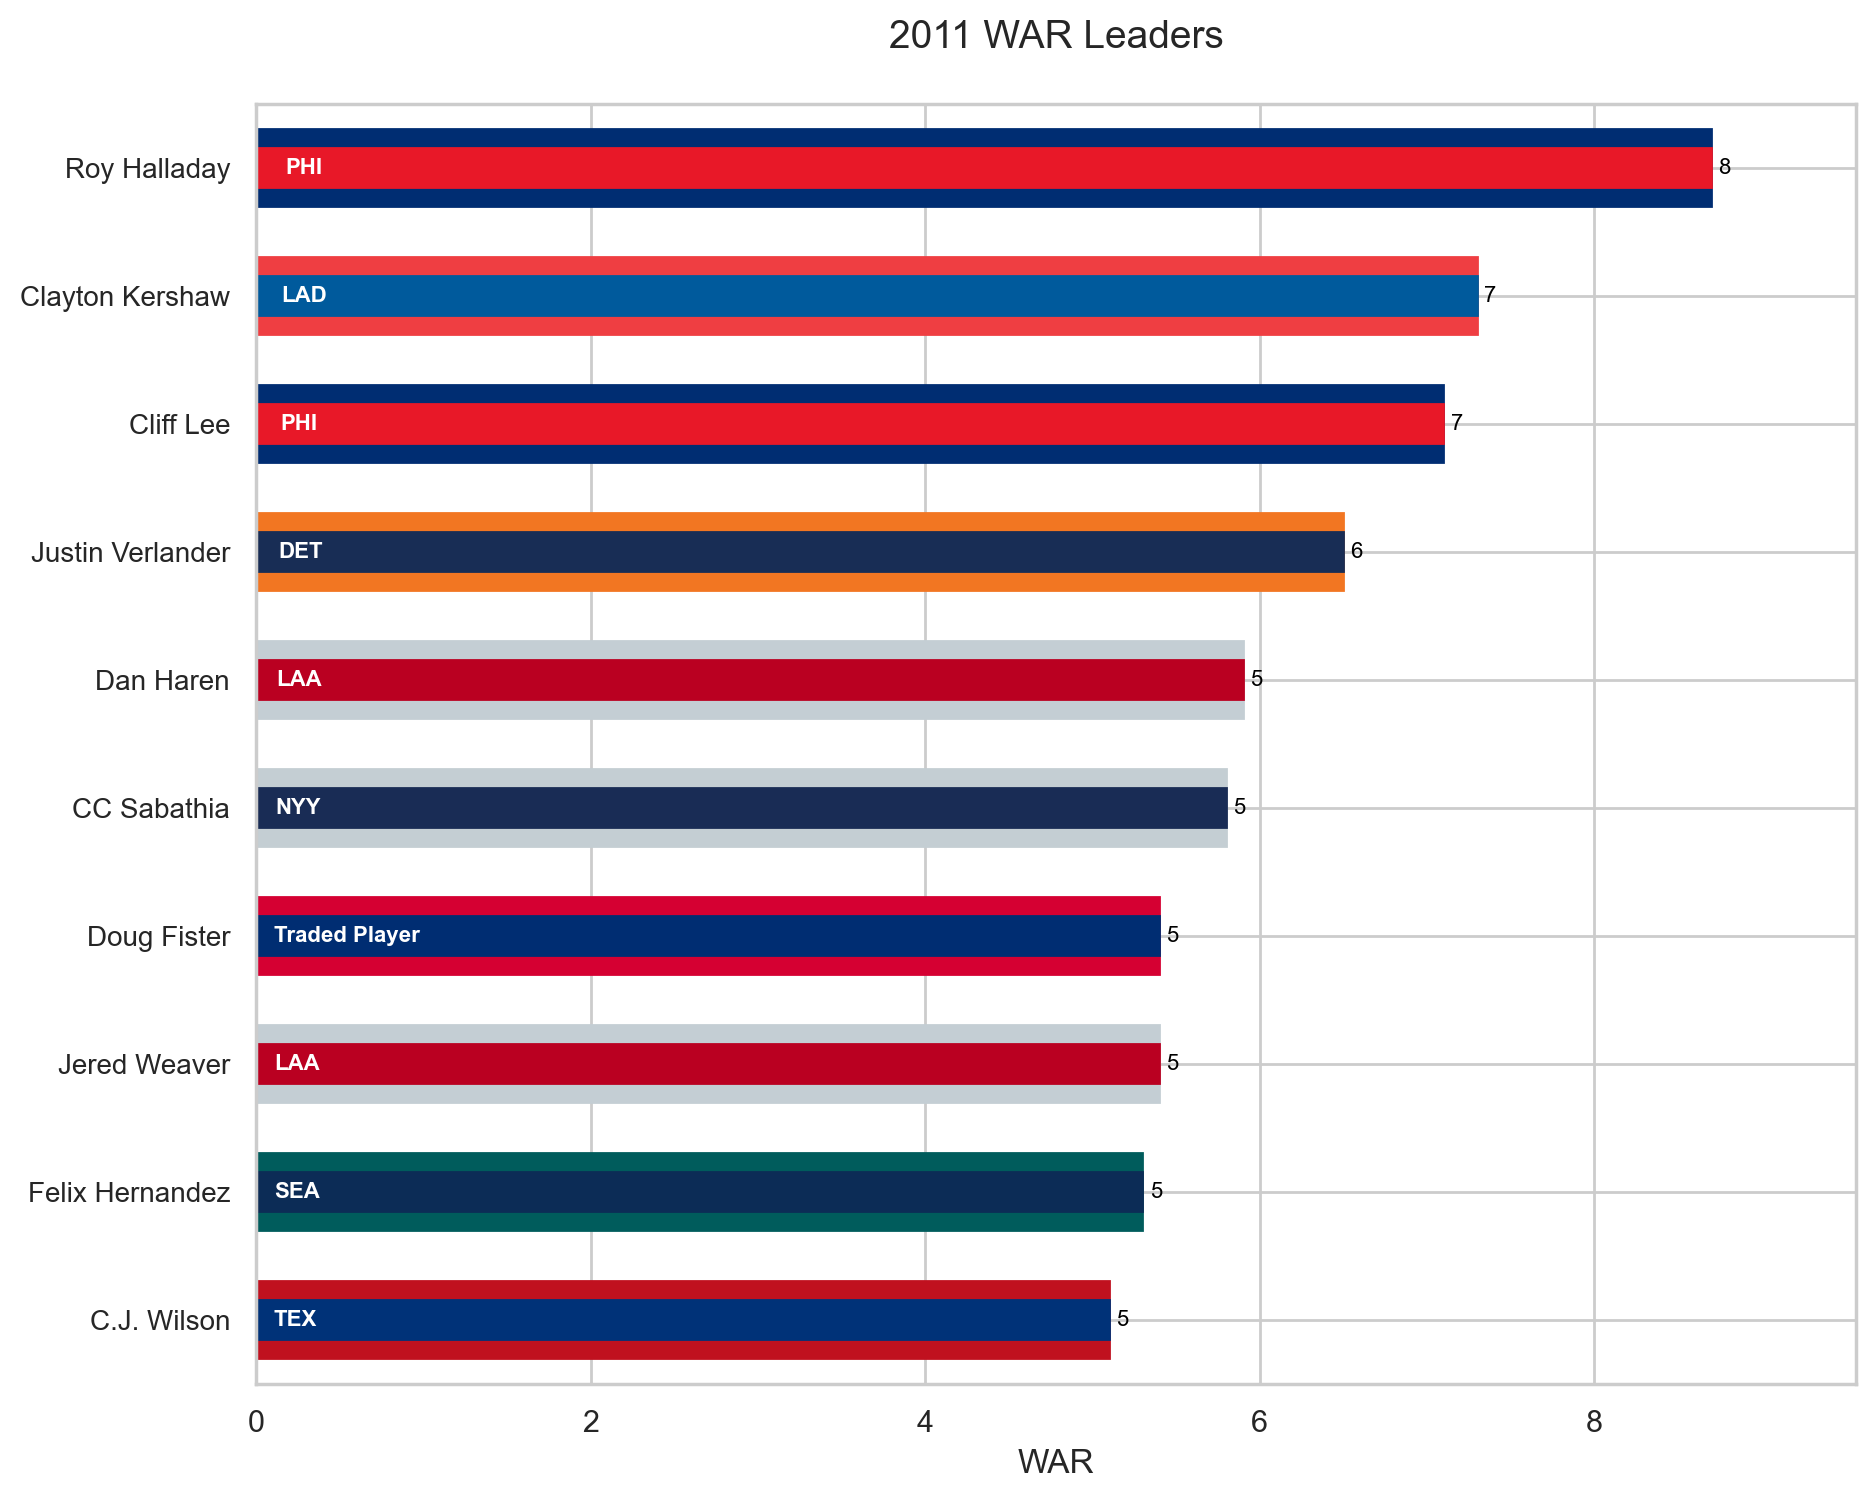 2011 WAR Leaders
Roy Halladay
PHI
8
Clayton Kershaw
LAD
7
Cliff Lee
PHI
7
Justin Verlander
DET
6
Dan Haren
LAA
5
CC Sabathia
NYY
5
Doug Fister
Traded Player
5
Jered Weaver
LAA
5
Felix Hernandez
SEA
5
C.J. Wilson
TEX
5
0 2 4 6 8
WAR